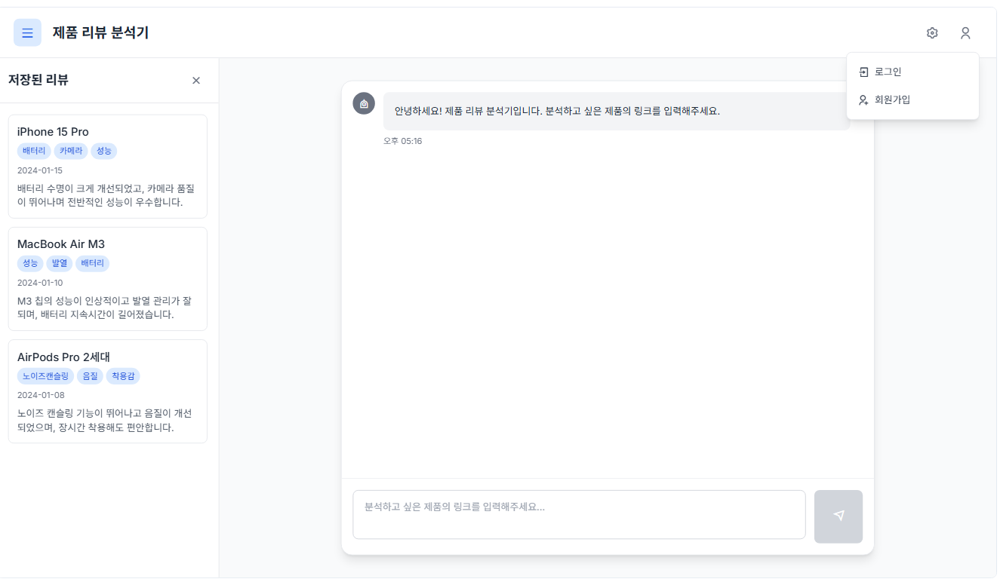 제품 리뷰 분석기
로그인
회원가입
저장된 리뷰
iPhone 15 Pro
배터리 카메라 성능
2024-01-15
배터리 수명이 크게 개선되었고, 카메라 품질
이 뛰어나며 전반적인 성능이 우수합니다.
MacBook Air M3
성능 발열 배터리
2024-01-10
M3 칩의 성능이 인상적이고 발열 관리가 잘
되며, 배터리 지속시간이 길어졌습니다.
AirPods Pro 2세대
노이즈캔슬링 음질 착용감
2024-01-08
노이즈 캔슬링 기능이 뛰어나고 음질이 개선
되었으며, 장시간 착용해도 편안합니다.
안녕하세요! 제품 리뷰 분석기입니다. 분석하고 싶은 제품의 링크를 입력해주세요.
오후 05:16
분석하고 싶은 제품의 링크를 입력해주세요...